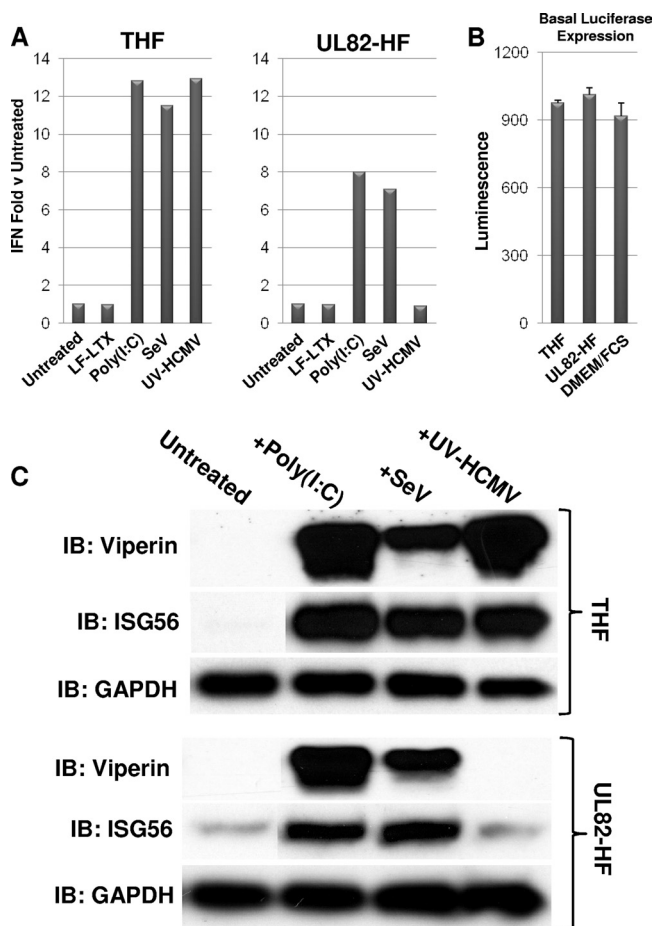 A
THF
UL82-HF
IFN Fold v Untreated
14
12
10
8
6
4
2
0
Untreated
LF-LTX
Poly(I:C)
SeV
UV-HCMV
14
12
10
8
6
4
2
0
Untreated
LF-LTX
Poly(I:C)
SeV
UV-HCMV
B
Basal Luciferase
Expression
Luminescence
1200
900
600
300
0
THF
UL82-HF
DMEM/FCS
C
Untreated
+Poly(I:C)
+SeV
+UV-HCMV
IB: Viperin
IB: ISG56
IB: GAPDH
THF
IB: Viperin
IB: ISG56
IB: GAPDH
UL82-HF